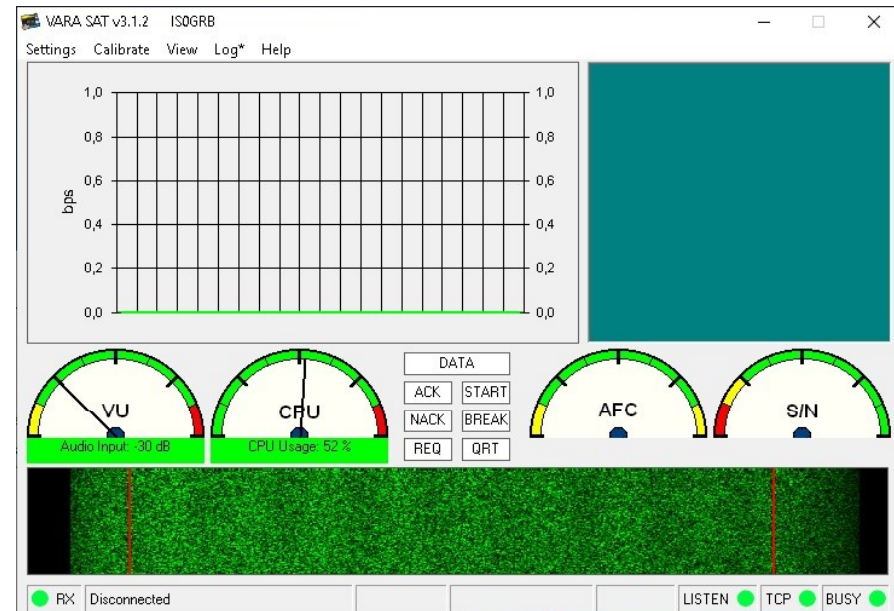 VARA SAT v3.1.2 IS0GRB
Settings Calibrate View Log* Help
1,0 1,0
0,8 0,8
0,6 0,6
bps
0,4 0,4
0,2 0,2
0,0 0,0
VU
Audio Input: -30 dB
CPU
CPU Usage: 52 %
DATA
ACK START
NACK BREAK
REQ QRT
AFC
S/N
RX Disconnected LISTEN TCP BUSY